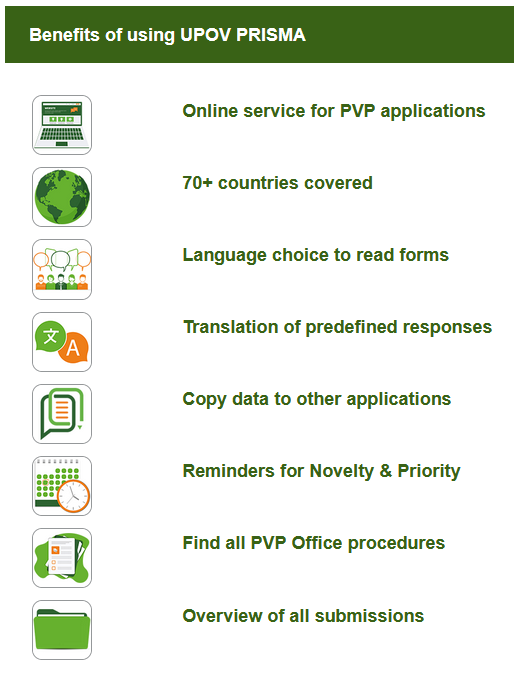 Benefits of using UPOV PRISMA
Online service for PVP applications
70+ countries covered
Language choice to read forms
文 A
Translation of predefined responses
Copy data to other applications
Reminders for Novelty & Priority
Find all PVP Office procedures
Overview of all submissions